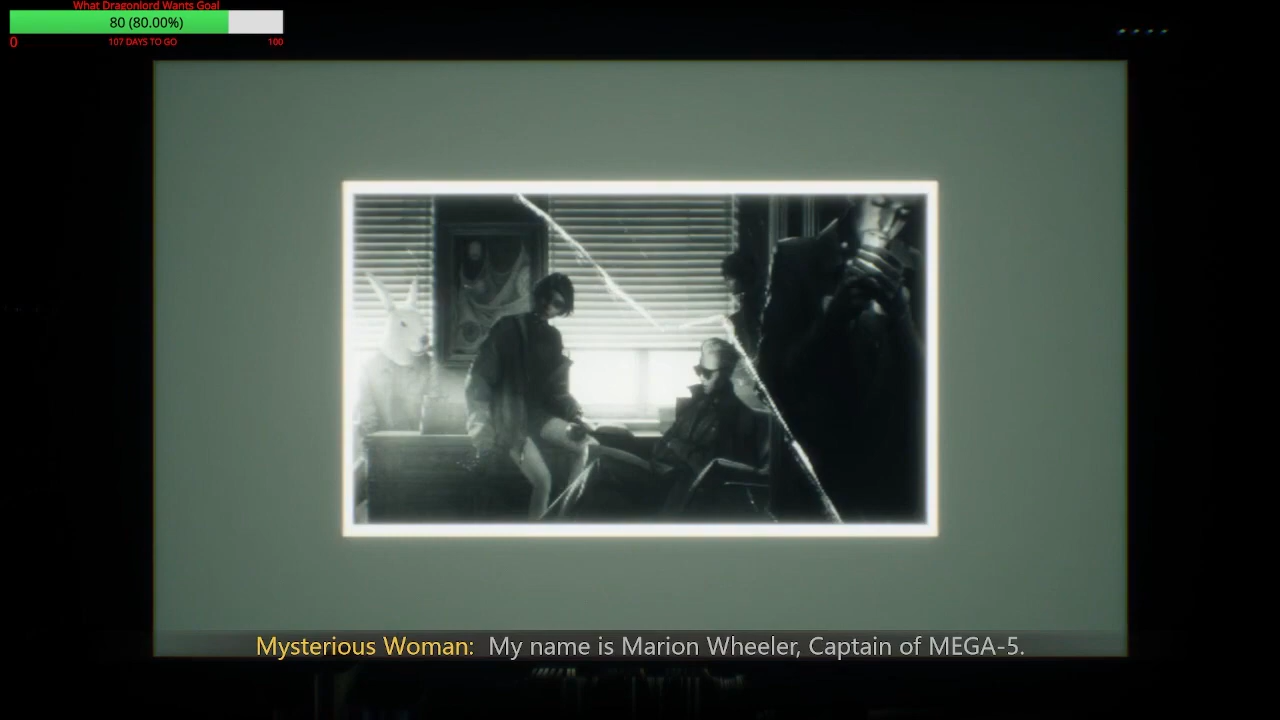 What Dragonlord Wants Goal
80 (80.00%)
0 107 DAYS TO GO 100
Mysterious Woman: My name is Marion Wheeler, Captain of MEGA-5.